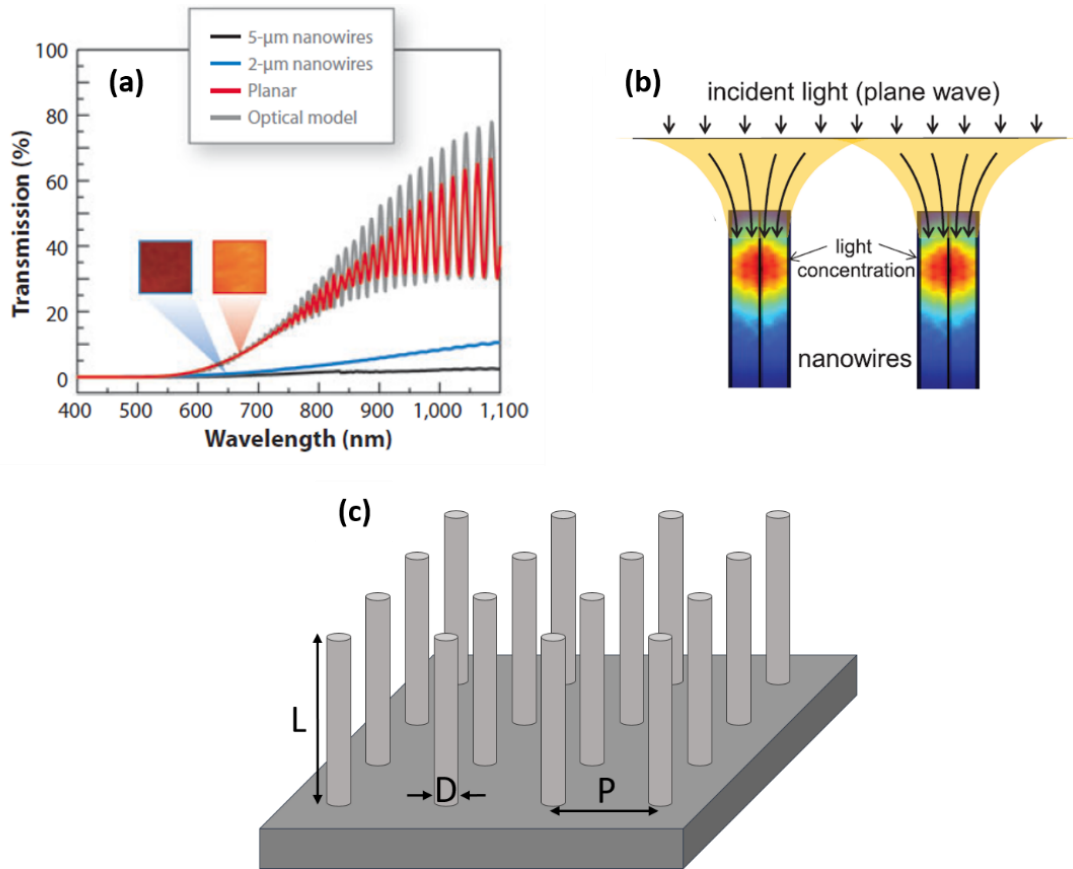 (a)
5-μm nanowires
2-μm nanowires
Planar
Optical model
100
80
60
40
20
0
Transmission (%)
400 500 600 700 800 900 1,000 1,100
Wavelength (nm)
(b)
incident light (plane wave)
light
concentration
nanowires
(c)
L
D
P